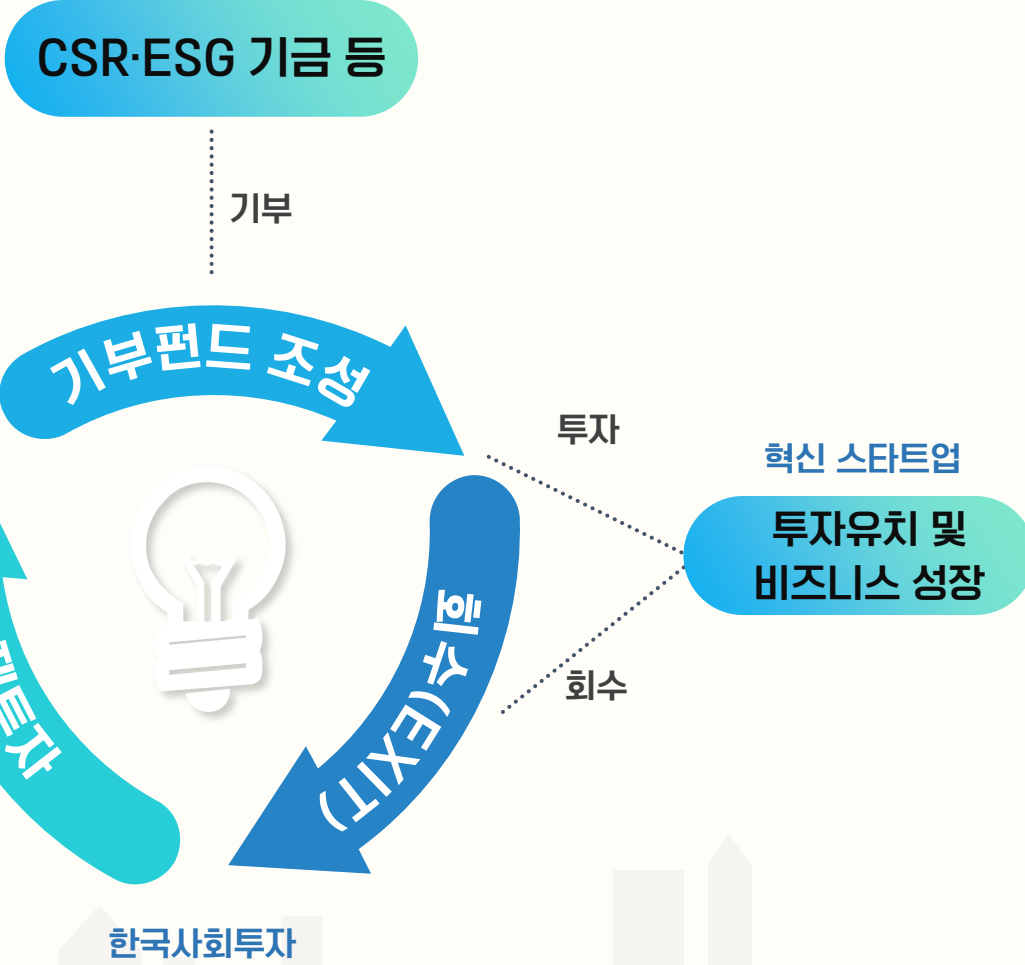 CSR·ESG 기금 등
기부
기부펀드 조성
투자
혁신 스타트업
투자유치 및
비즈니스 성장
회수(EXIT)
회수
한국사회투자